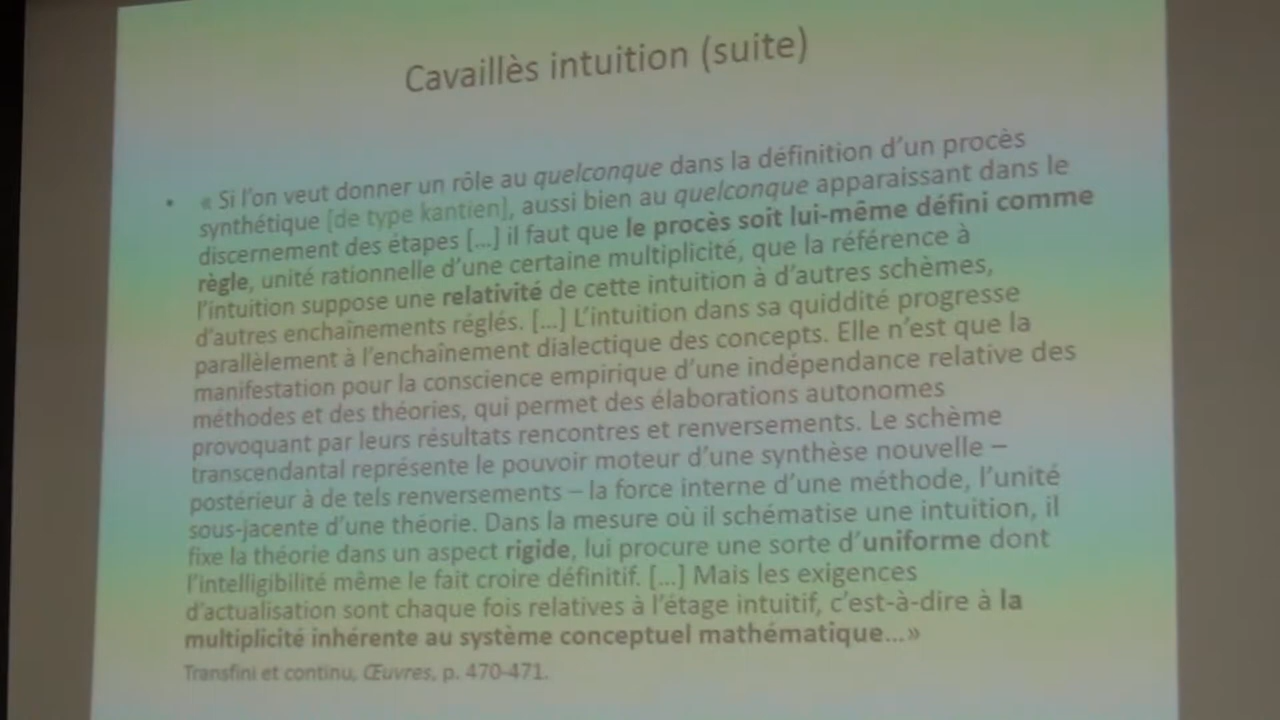 Cavaillès intuition (suite)
• « Si l'on veut donner un rôle au quelconque dans la définition d'un procès
synthétique [de type kantien], aussi bien au quelconque apparaissant dans le
discernement des étapes [...] il faut que le procès soit lui-même défini comme
règle, unité rationnelle d'une certaine multiplicité, que la référence à
l'intuition suppose une relativité de cette intuition à d'autres schèmes,
d'autres enchaînements réglés. [...] L'intuition dans sa quiddité progresse
parallèlement à l'enchaînement dialectique des concepts. Elle n'est que la
manifestation pour la conscience empirique d'une indépendance relative des
méthodes et des théories, qui permet des élaborations autonomes
provoquant par leurs résultats rencontres et renversements. Le schème
transcendantal représente le pouvoir moteur d'une synthèse nouvelle –
postérieur à de tels renversements – la force interne d'une méthode, l'unité
sous-jacente d'une théorie. Dans la mesure où il schématise une intuition, il
fixe la théorie dans un aspect rigide, lui procure une sorte d'uniforme dont
l'intelligibilité même le fait croire définitif. [...] Mais les exigences
d'actualisation sont chaque fois relatives à l'étage intuitif, c'est-à-dire à la
multiplicité inhérente au système conceptuel mathématique...»
Transfini et continu, Œuvres, p. 470-471.